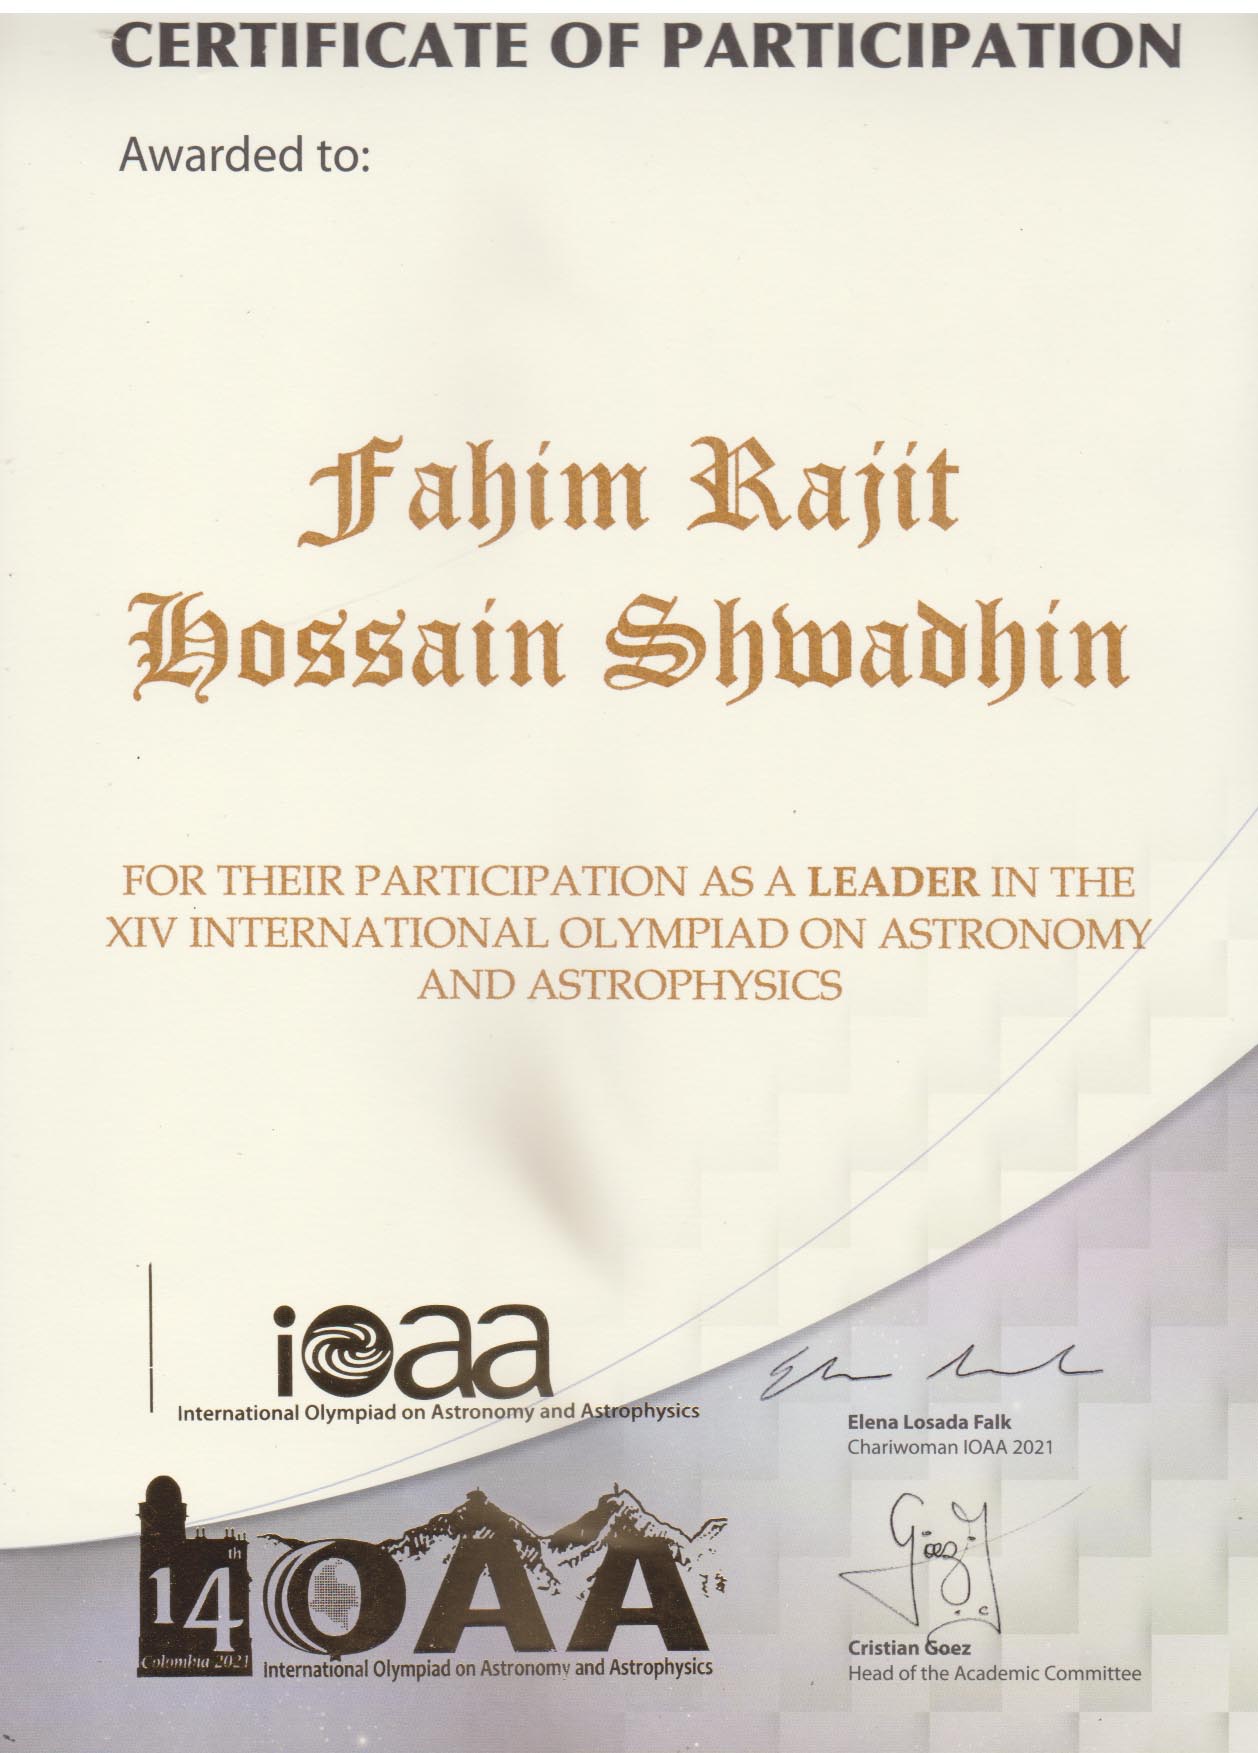 CERTIFICATE OF PARTICIPATION
Awarded to:
Fahim Rajit
Hossain Shwadhin
FOR THEIR PARTICIPATION AS A LEADER IN THE
XIV INTERNATIONAL OLYMPIAD ON ASTRONOMY
AND ASTROPHYSICS
ioaa
International Olympiad on Astronomy and Astrophysics
Elena Losada Falk
Chariwoman IOAA 2021
14th
Colombia 2021
IOAA
International Olympiad on Astronomy and Astrophysics
Goez
Cristian Goez
Head of the Academic Committee